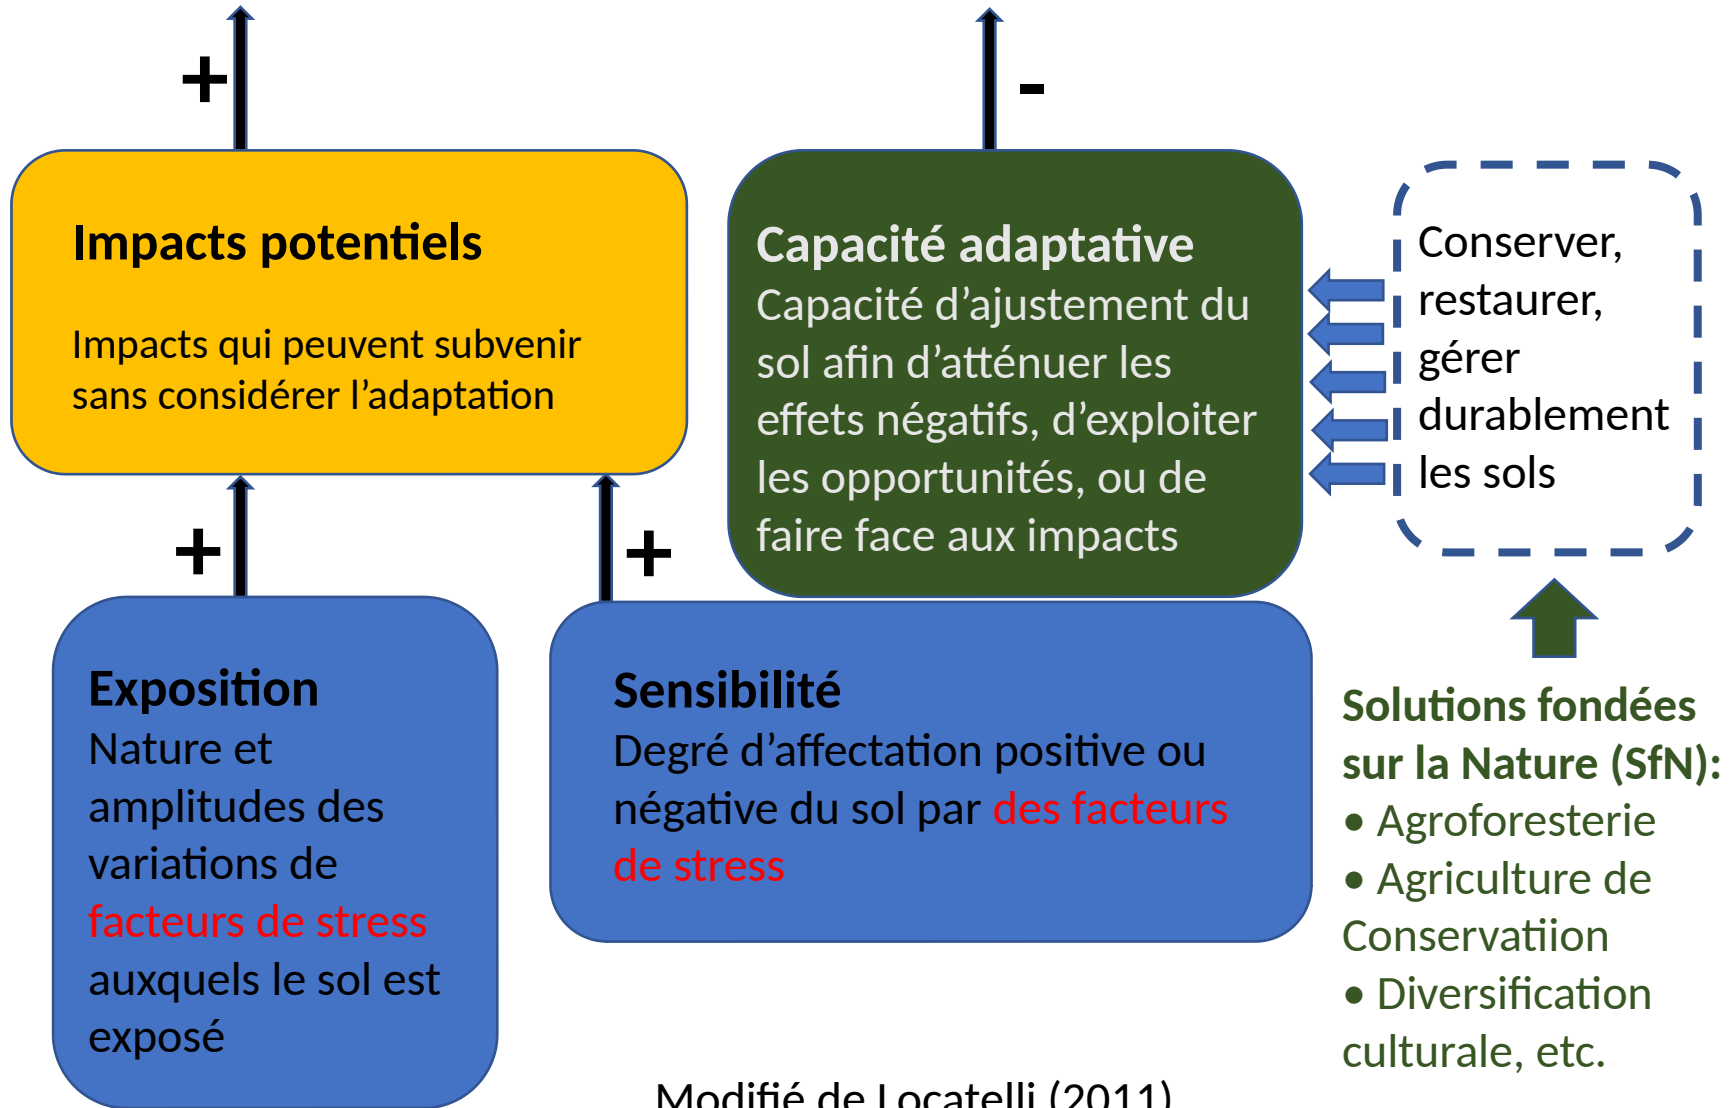 +
-
Impacts potentiels
Impacts qui peuvent subvenir
sans considérer l’adaptation
Capacité adaptative
Capacité d’ajustement du
sol afin d’atténuer les
effets négatifs, d’exploiter
les opportunités, ou de
faire face aux impacts
Conserver,
restaurer,
gérer
durablement
les sols
+
+
Exposition
Nature et
amplitudes des
variations de
facteurs de stress
auxquels le sol est
exposé
Sensibilité
Degré d’affectation positive ou
négative du sol par des facteurs
de stress
Solutions fondées
sur la Nature (SfN):
• Agroforesterie
• Agriculture de
Conservatiion
• Diversification
culturale, etc.
Modifié de Locatelli (2011)